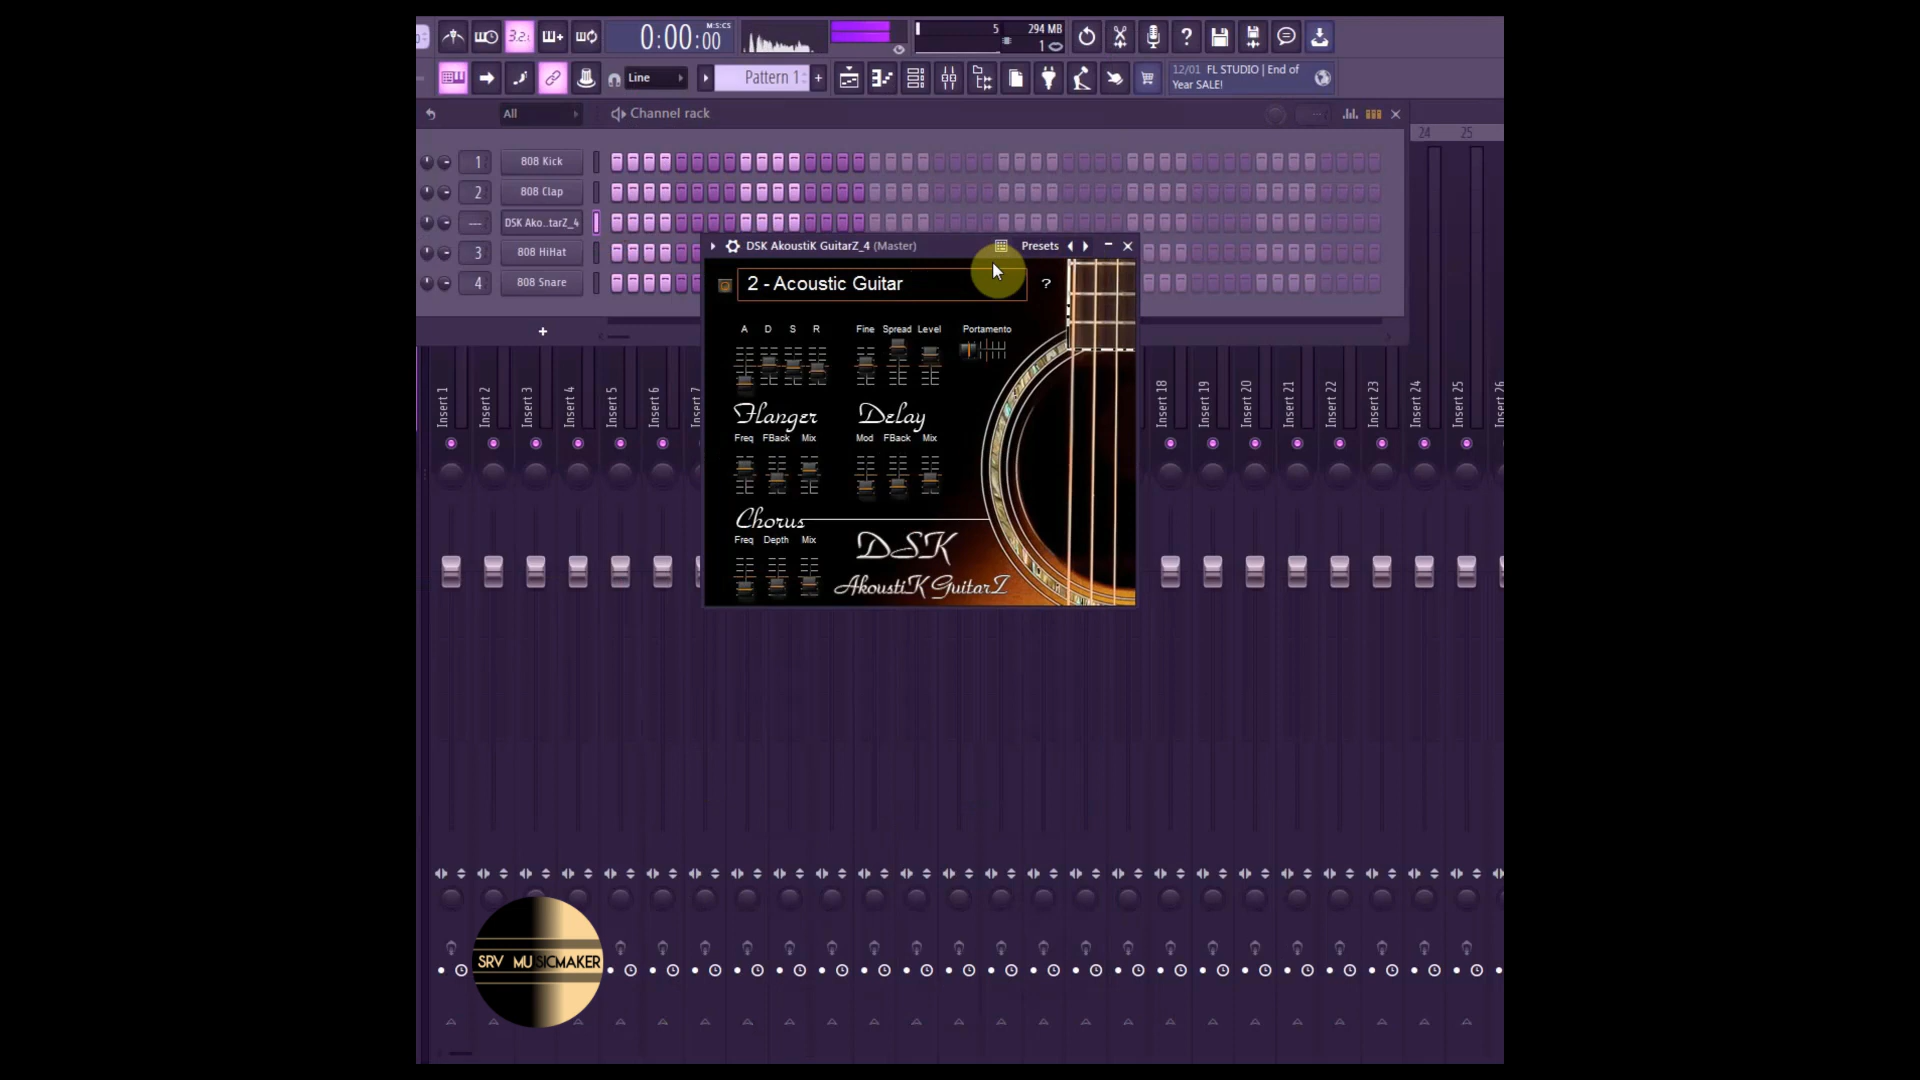 3.2.
0:00:00
M:S:CS
5
294 MB
1
?
Line
Pattern 1
+
12/01 FL STUDIO | End of
Year SALE!
All
Channel rack
24 25
1 808 Kick
2 808 Clap
--- DSK Ako..tarZ_4
3 808 HiHat
4 808 Snare
+
DSK AkoustiK GuitarZ_4 (Master)
Presets
2 - Acoustic Guitar
?
A D S R
Fine Spread Level
Portamento
Flanger
Delay
Freq FBack Mix
Mod FBack Mix
Chorus
Freq Depth Mix
DSK
AkoustiK GuitarZ
Insert 1
Insert 2
Insert 3
Insert 4
Insert 5
Insert 6
Insert 18
Insert 19
Insert 20
Insert 21
Insert 22
Insert 23
Insert 24
Insert 25
SRV MUSICMAKER